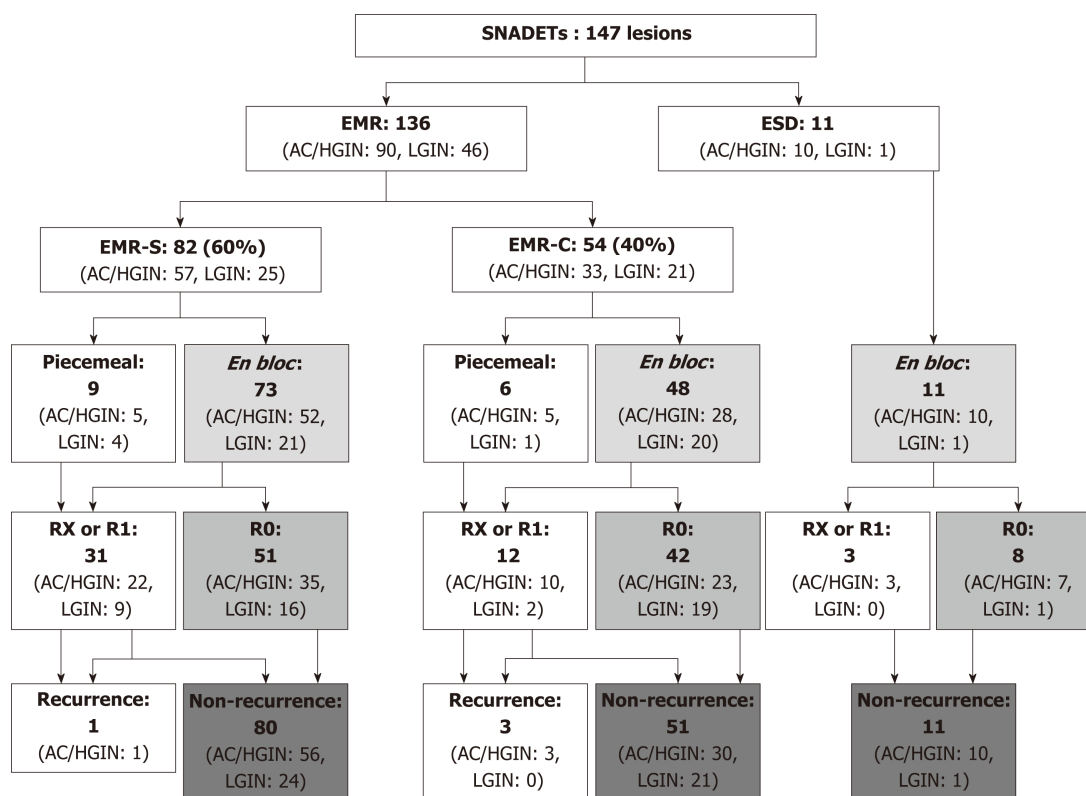 SNADETs : 147 lesions
EMR: 136
(AC/HGIN: 90, LGIN: 46)
ESD: 11
(AC/HGIN: 10, LGIN: 1)
EMR-S: 82 (60%)
(AC/HGIN: 57, LGIN: 25)
EMR-C: 54 (40%)
(AC/HGIN: 33, LGIN: 21)
Piecemeal:
9
(AC/HGIN: 5,
LGIN: 4)
En bloc:
73
(AC/HGIN: 52,
LGIN: 21)
Piecemeal:
6
(AC/HGIN: 5,
LGIN: 1)
En bloc:
48
(AC/HGIN: 28,
LGIN: 20)
En bloc:
11
(AC/HGIN: 10,
LGIN: 1)
RX or R1:
31
(AC/HGIN: 22,
LGIN: 9)
R0:
51
(AC/HGIN: 35,
LGIN: 16)
RX or R1:
12
(AC/HGIN: 10,
LGIN: 2)
R0:
42
(AC/HGIN: 23,
LGIN: 19)
RX or R1:
3
(AC/HGIN: 3,
LGIN: 0)
R0:
8
(AC/HGIN: 7,
LGIN: 1)
Recurrence:
1
(AC/HGIN: 1)
Non-recurrence:
80
(AC/HGIN: 56,
LGIN: 24)
Recurrence:
3
(AC/HGIN: 3,
LGIN: 0)
Non-recurrence:
51
(AC/HGIN: 30,
LGIN: 21)
Non-recurrence:
11
(AC/HGIN: 10,
LGIN: 1)